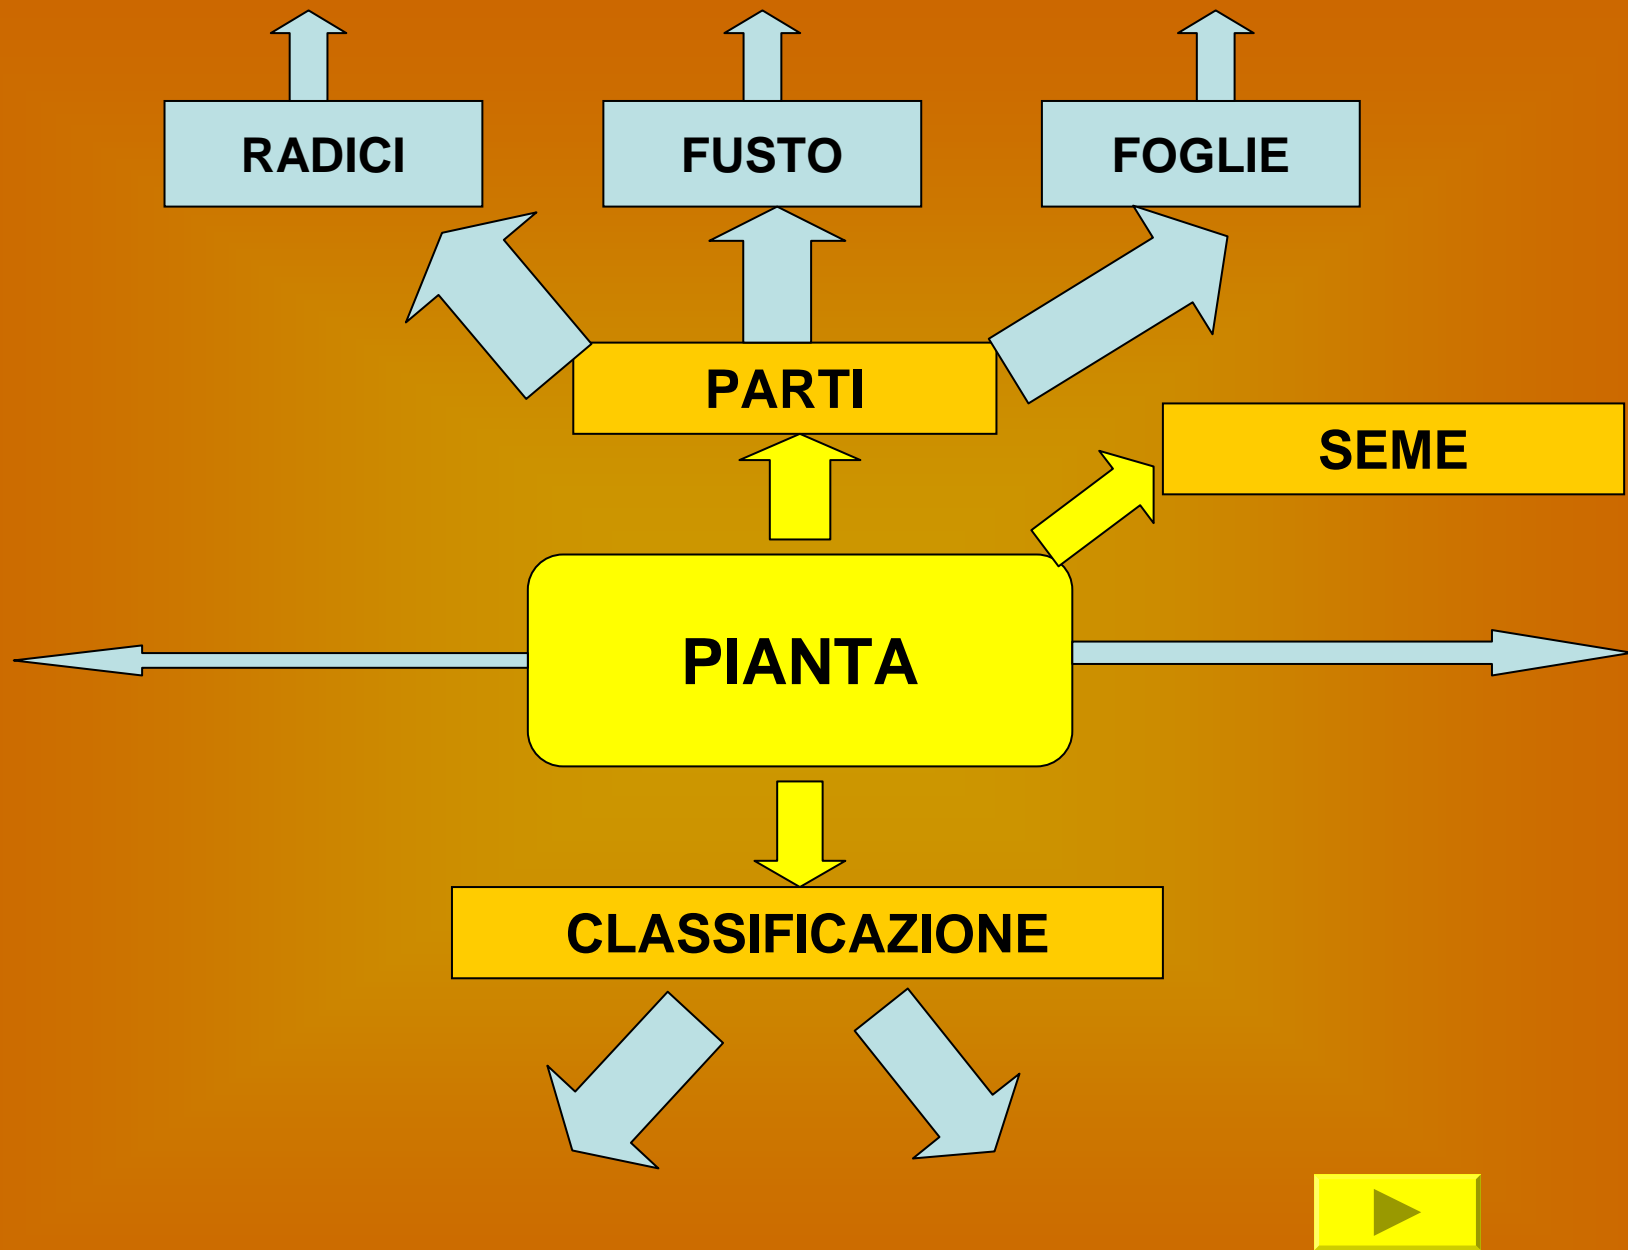 RADICI
FUSTO
FOGLIE
PARTI
SEME
PIANTA
CLASSIFICAZIONE